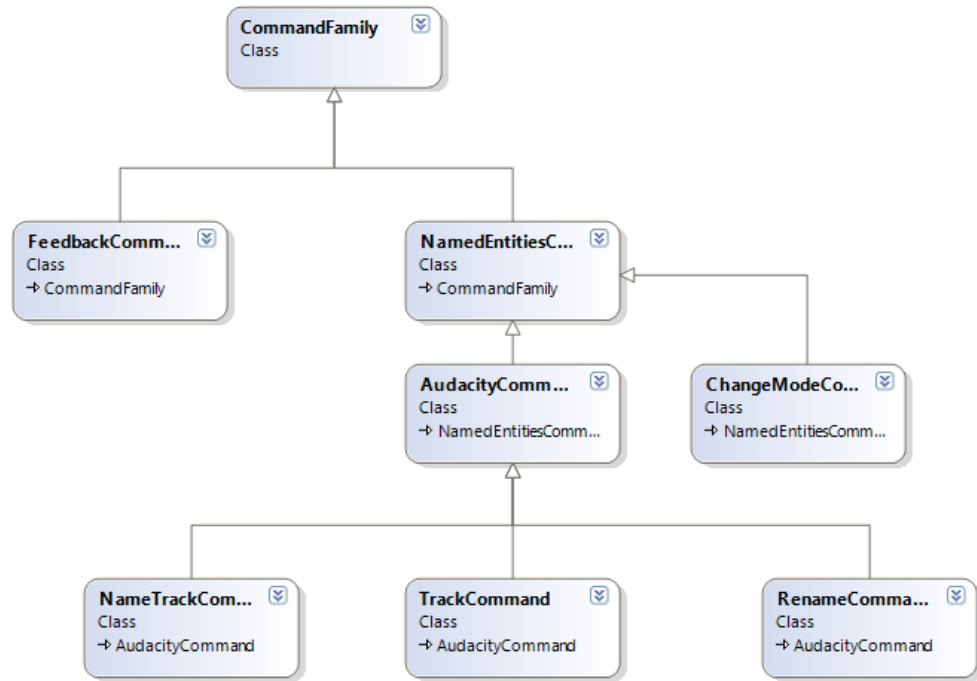 CommandFamily
Class
FeedbackComm...
Class
CommandFamily
NamedEntitiesC...
Class
CommandFamily
AudacityComm...
Class
NamedEntitiesComm...
ChangeModeCo...
Class
NamedEntitiesComm...
NameTrackCom...
Class
AudacityCommand
TrackCommand
Class
AudacityCommand
RenameComma...
Class
AudacityCommand